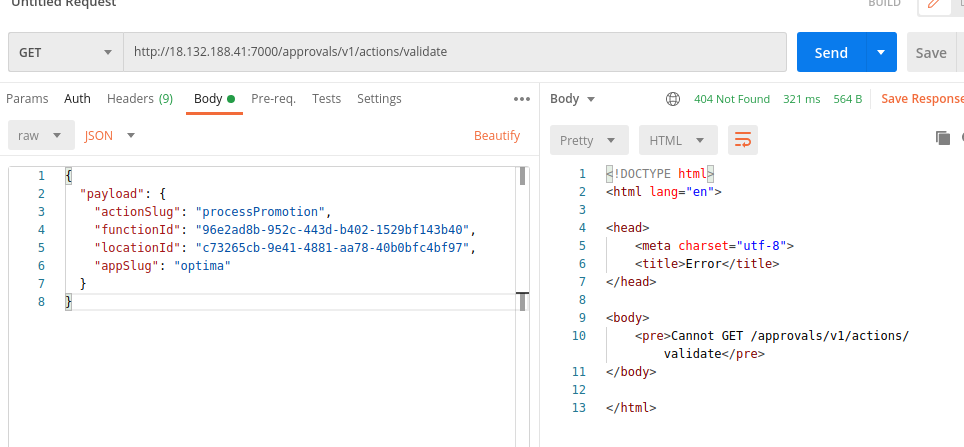 Untitled Request
BUILD
GET
http://18.132.188.41:7000/approvals/v1/actions/validate
Send
Save
Params Auth Headers (9) Body Pre-req. Tests Settings
raw JSON Beautify
1 {
2 "payload": {
3 "actionSlug": "processPromotion",
4 "functionId": "96e2ad8b-952c-443d-b402-1529bf143b40",
5 "locationId": "c73265cb-9e41-4881-aa78-40b0bfc4bf97",
6 "appSlug": "optima"
7 }
8 }
Body 404 Not Found 321 ms 564 B Save Response
Pretty HTML
1 <!DOCTYPE html>
2 <html lang="en">
3
4 <head>
5 <meta charset="utf-8">
6 <title>Error</title>
7 </head>
8
9 <body>
10 <pre>Cannot GET /approvals/v1/actions/
validate</pre>
11 </body>
12
13 </html>